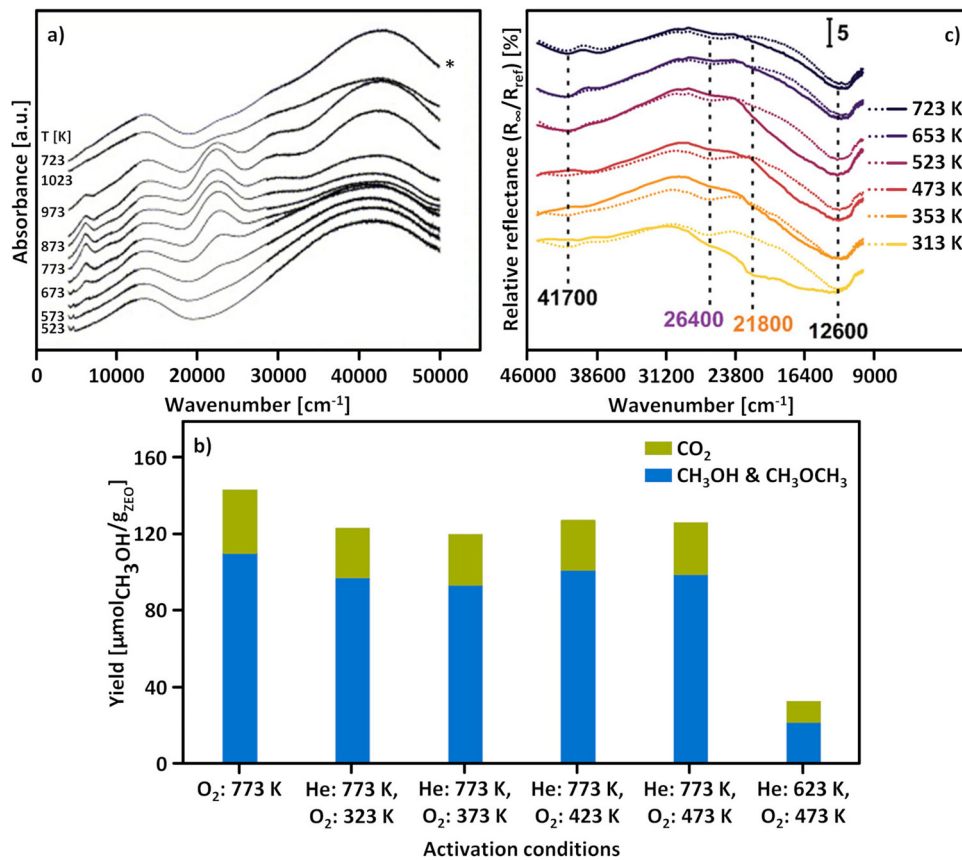 a)
*
Absorbance [a.u.]
T [K]
723
1023
973
873
773
673
573
523
0 10000 20000 30000 40000 50000
Wavenumber [cm⁻¹]
c)
5
Relative reflectance (R∞/Rref) [%]
723 K
653 K
523 K
473 K
353 K
313 K
41700
26400
21800
12600
46000 38600 31200 23800 16400 9000
Wavenumber [cm⁻¹]
b)
CO₂
CH₃OH & CH₃OCH₃
Yield [μmolCH₃OH/gZEO]
160
120
80
40
0
O₂: 773 K
He: 773 K,
O₂: 323 K
He: 773 K,
O₂: 373 K
He: 773 K,
O₂: 423 K
He: 773 K,
O₂: 473 K
He: 623 K,
O₂: 473 K
Activation conditions